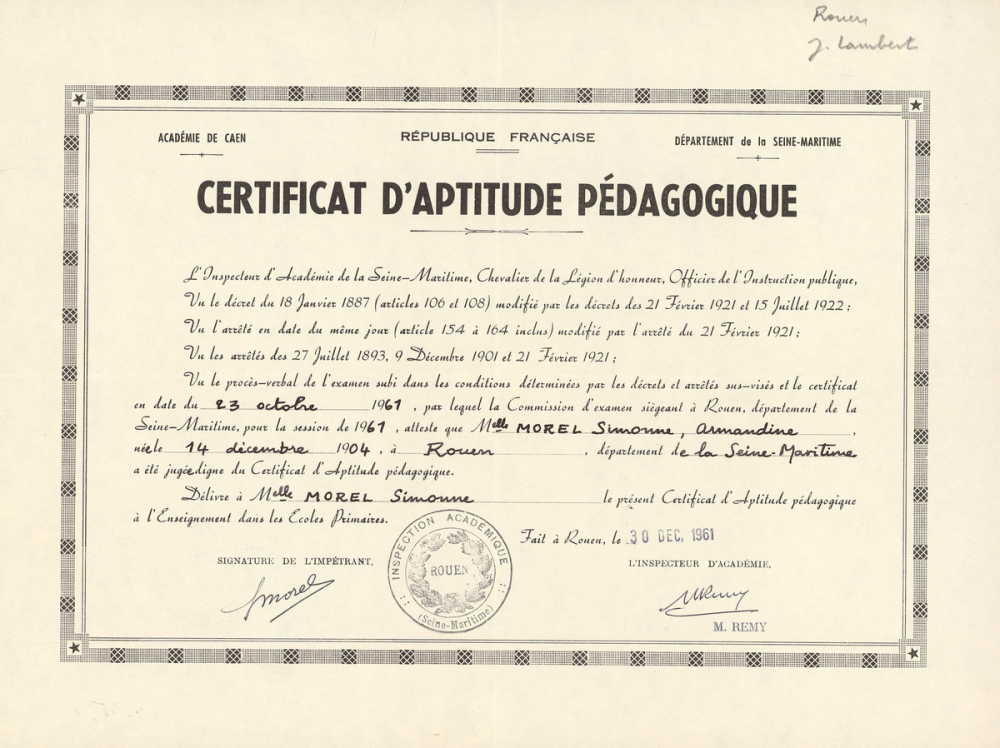 Rouen
J. Lambert
ACADÉMIE DE CAEN
RÉPUBLIQUE FRANÇAISE
DÉPARTEMENT de la SEINE-MARITIME
CERTIFICAT D'APTITUDE PÉDAGOGIQUE
L'Inspecteur d'Académie de la Seine-Maritime, Chevalier de la Légion d'honneur, Officier de l'Instruction publique,
Vu le décret du 18 Janvier 1887 (articles 106 et 108) modifié par les décrets des 21 Février 1921 et 15 Juillet 1922 ;
Vu l'arrêté en date du même jour (article 154 à 164 inclus) modifié par l'arrêté du 21 Février 1921 ;
Vu les arrêtés des 27 Juillet 1893, 9 Décembre 1901 et 21 Février 1921 ;
Vu le procès-verbal de l'examen subi dans les conditions déterminées par les décrets et arrêtés sus-visés et le certificat
en date du 23 octobre 1961, par lequel la Commission d'examen siégeant à Rouen, département de la
Seine-Maritime, pour la session de 1961, atteste que Melle MOREL Simonne, Armandine,
née le 14 décembre 1904, à Rouen, département de la Seine-Maritime
a été jugée digne du Certificat d'Aptitude pédagogique.
Délivré à Melle MOREL Simonne le présent Certificat d'Aptitude pédagogique
à l'Enseignement dans les Ecoles Primaires.
Fait à Rouen, le 30 DEC. 1961
SIGNATURE DE L'IMPÉTRANT,
L'INSPECTEUR D'ACADÉMIE,
INSPECTION ACADÉMIQUE
ROUEN
(Seine-Maritime)
Smorel
MRemy
M. REMY